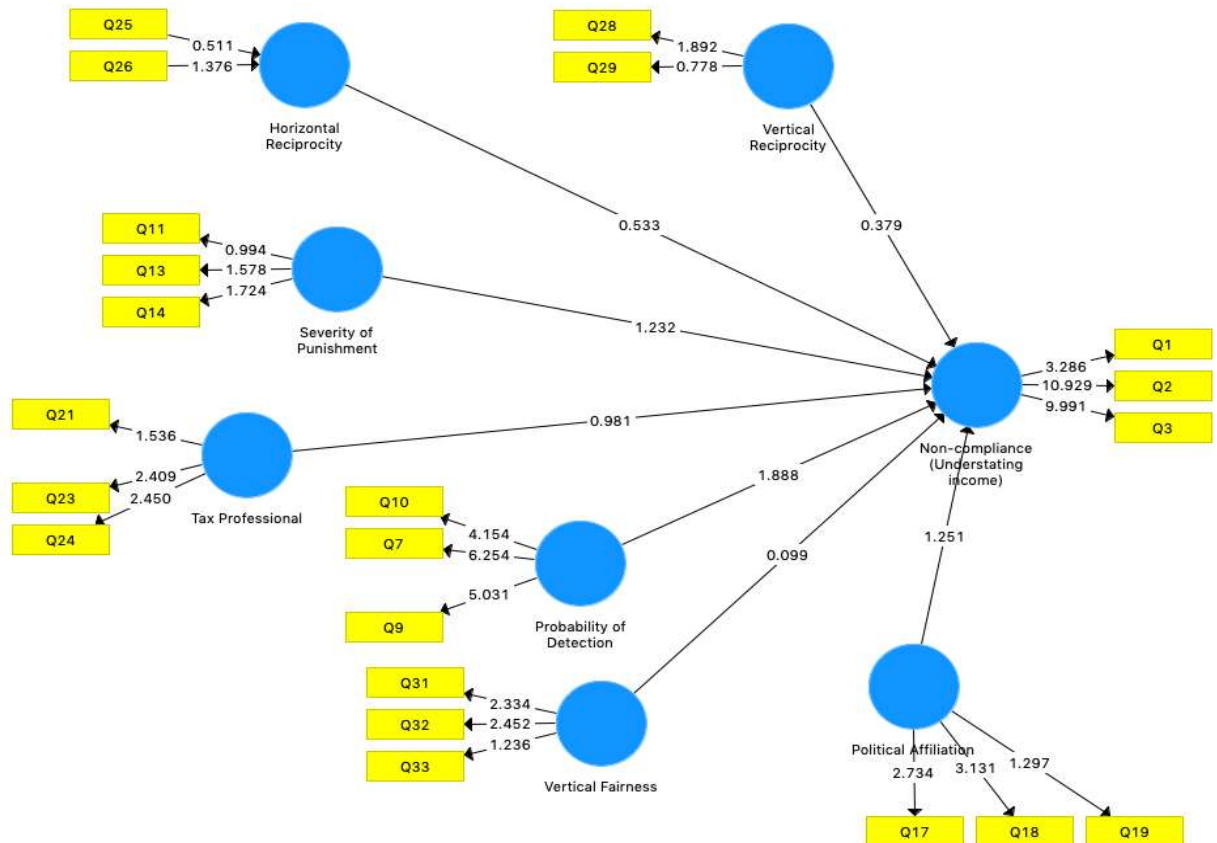 Q25
0.511
Q26
1.376
Horizontal
Reciprocity
Q28
1.892
Q29
0.778
Vertical
Reciprocity
0.533
0.379
Q11
0.994
Q13
1.578
Q14
1.724
Severity of
Punishment
1.232
Q1
3.286
Q2
10.929
Q3
9.991
Non-compliance
(Understating
income)
Q21
1.536
Q23
2.409
Q24
2.450
Tax Professional
0.981
Q10
4.154
Q7
6.254
Q9
5.031
Probability of
Detection
1.888
0.099
1.251
Q31
2.334
Q32
2.452
Q33
1.236
Vertical Fairness
Political Affiliation
2.734
3.131
1.297
Q17
Q18
Q19